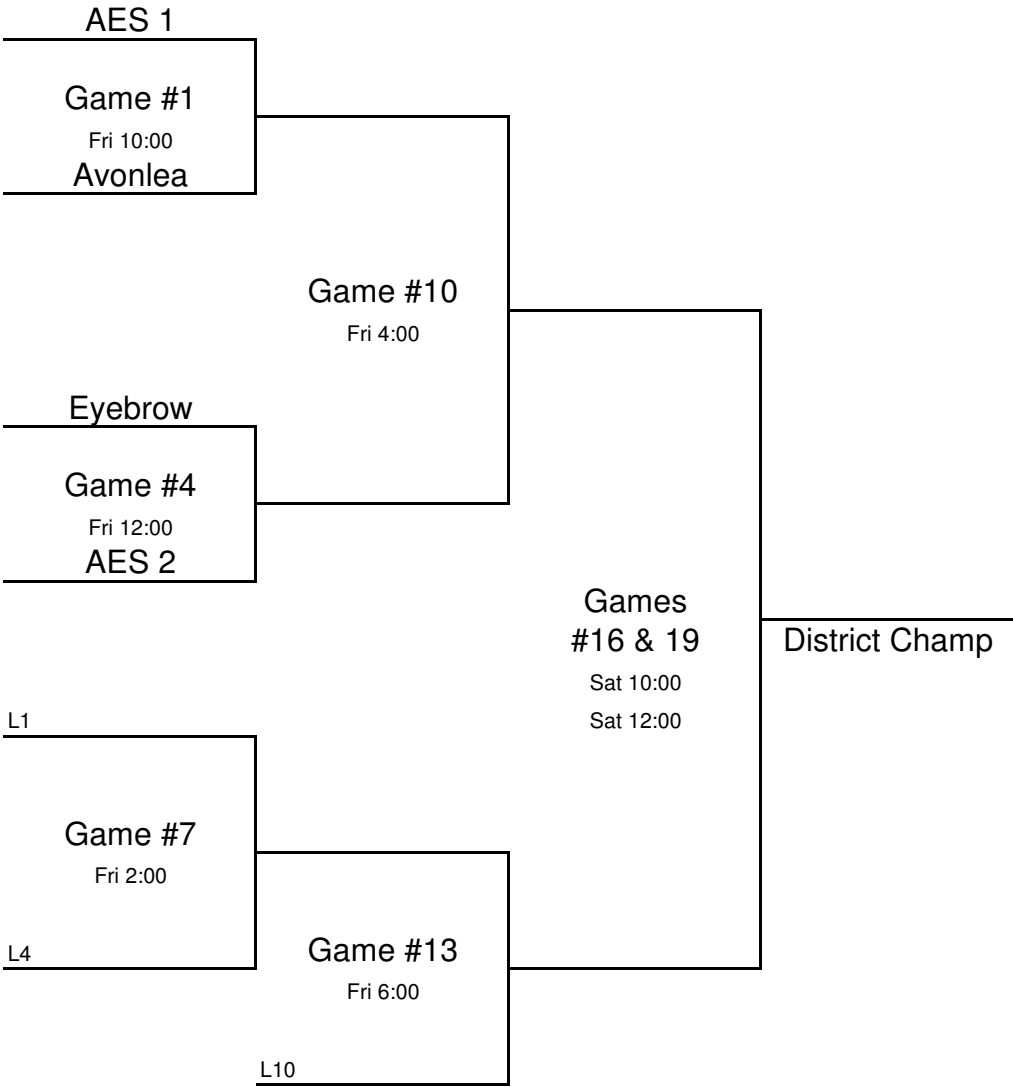 AES 1
Game #1
Fri 10:00
Avonlea
Game #10
Fri 4:00
Eyebrow
Game #4
Fri 12:00
AES 2
Games
#16 & 19
Sat 10:00
Sat 12:00
District Champ
L1
Game #7
Fri 2:00
L4
Game #13
Fri 6:00
L10